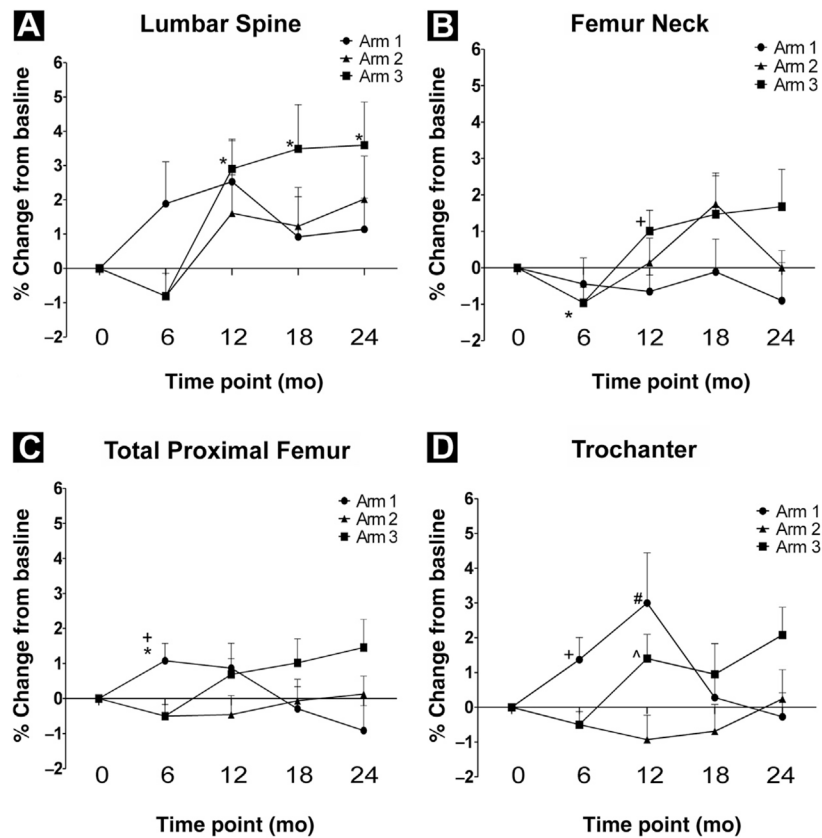 A
Lumbar Spine
Arm 1
Arm 2
Arm 3
% Change from basline
6
5
4
3
2
1
0
–1
–2
*
*
*
0 6 12 18 24
Time point (mo)
B
Femur Neck
Arm 1
Arm 2
Arm 3
% Change from basline
6
5
4
3
2
1
0
–1
–2
+
*
0 6 12 18 24
Time point (mo)
C
Total Proximal Femur
Arm 1
Arm 2
Arm 3
% Change from basline
6
5
4
3
2
1
0
–1
–2
+
*
0 6 12 18 24
Time point (mo)
D
Trochanter
Arm 1
Arm 2
Arm 3
% Change from basline
6
5
4
3
2
1
0
–1
–2
#
+
^
0 6 12 18 24
Time point (mo)